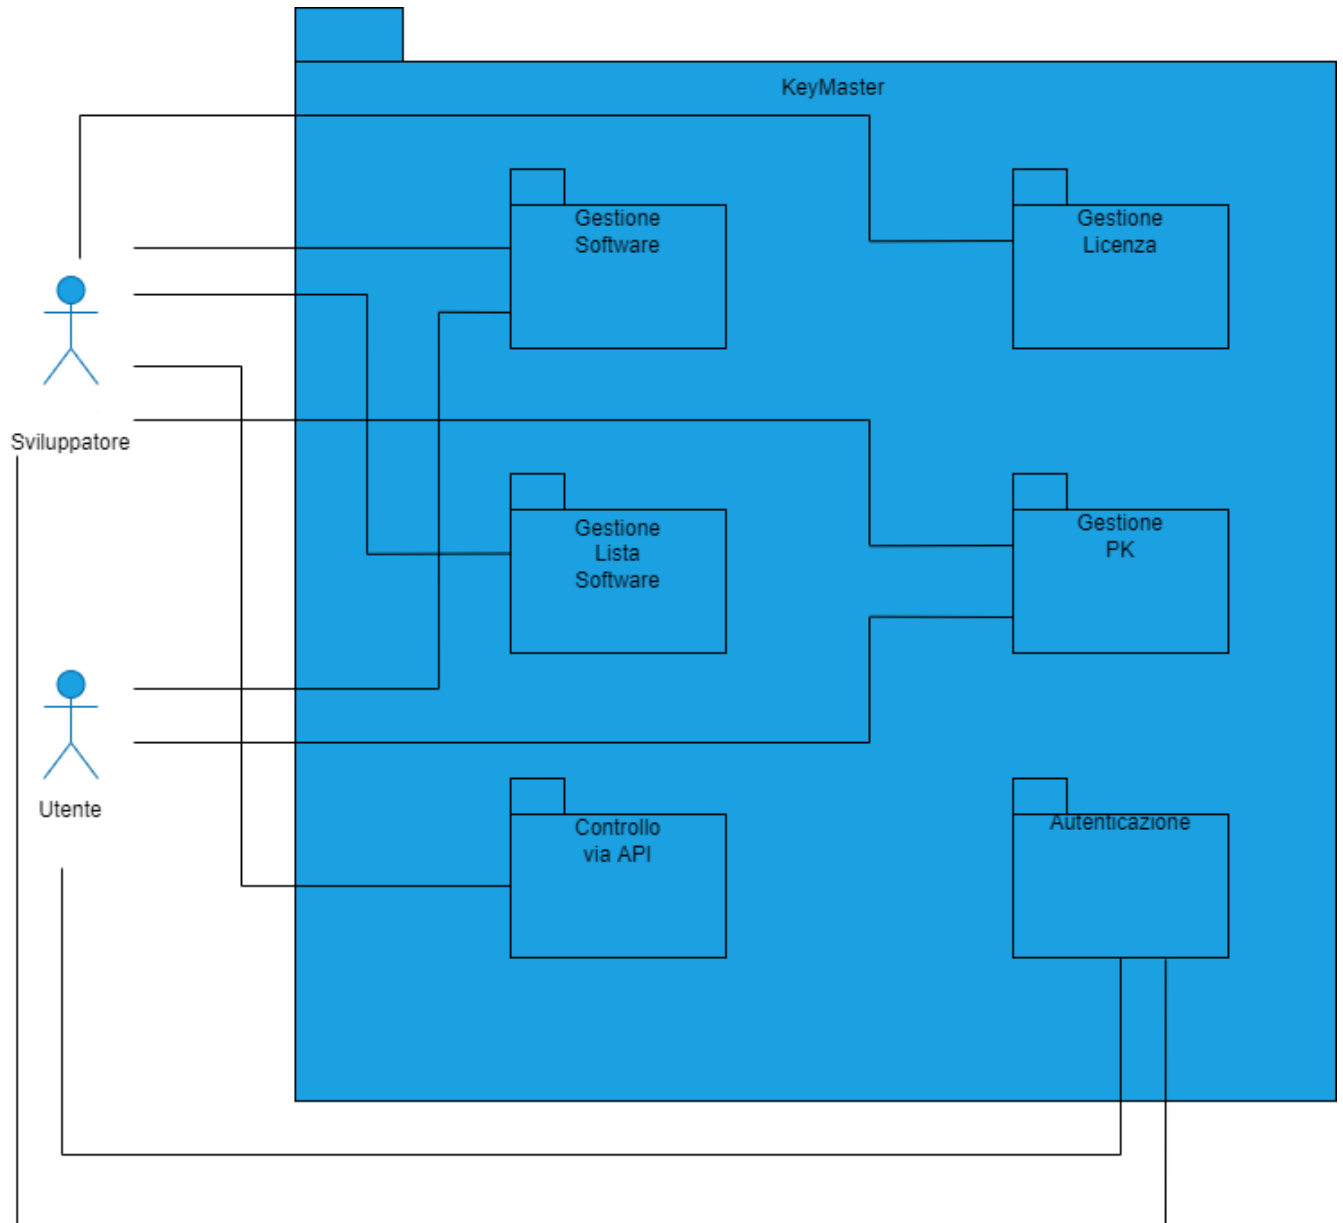 KeyMaster
Gestione
Software
Gestione
Licenza
Sviluppatore
Gestione
Lista
Software
Gestione
PK
Utente
Controllo
via API
Autenticazione